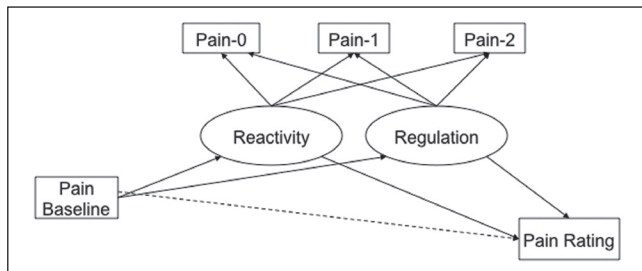 Pain-0
Pain-1
Pain-2
Reactivity
Regulation
Pain
Baseline
Pain Rating